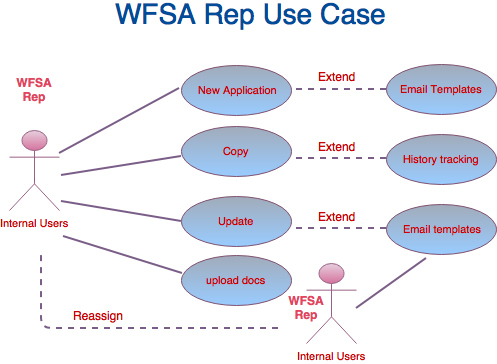 WFSA Rep Use Case
WFSA
Rep
Internal Users
New Application
Extend
Email Templates
Copy
Extend
History tracking
Update
Extend
Email templates
upload docs
Reassign
WFSA
Rep
Internal Users